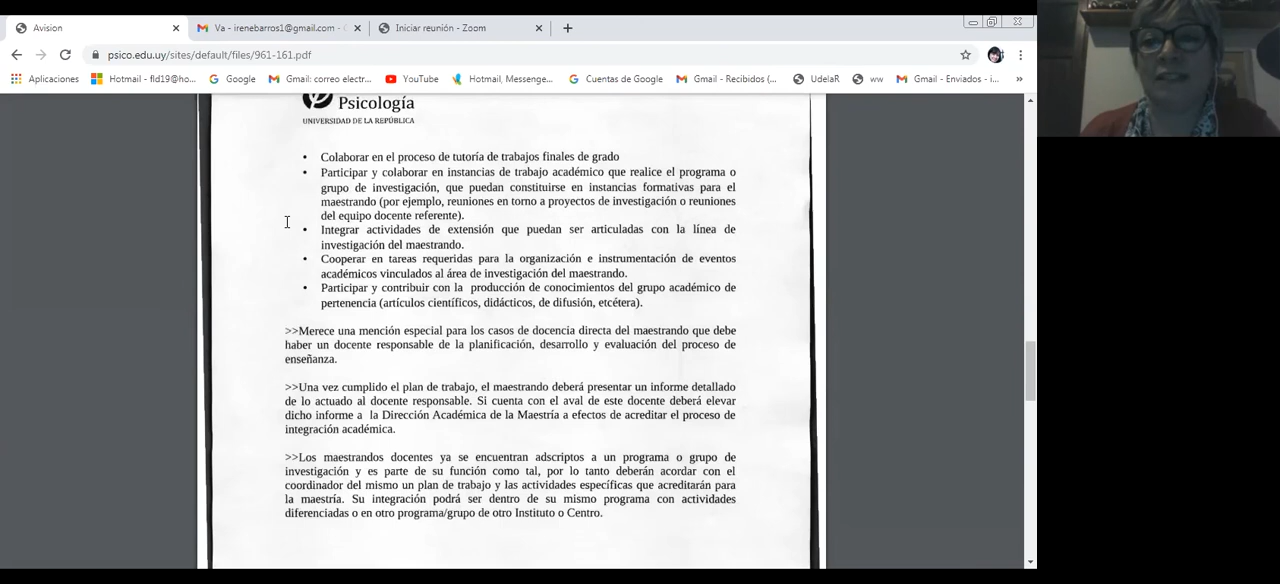 Avision
Va - irenebarros1@gmail.com -
Iniciar reunión - Zoom
psico.edu.uy/sites/default/files/961-161.pdf
Aplicaciones
Hotmail - fld19@ho...
Google
Gmail: correo electr...
YouTube
Hotmail, Messenge...
Cuentas de Google
Gmail - Recibidos (...
UdelaR
ww
Gmail - Enviados - i...
»
Psicología
UNIVERSIDAD DE LA REPÚBLICA
• Colaborar en el proceso de tutoría de trabajos finales de grado
• Participar y colaborar en instancias de trabajo académico que realice el programa o
grupo de investigación, que puedan constituirse en instancias formativas para el
maestrando (por ejemplo, reuniones en torno a proyectos de investigación o reuniones
del equipo docente referente).
• Integrar actividades de extensión que puedan ser articuladas con la línea de
investigación del maestrando.
• Cooperar en tareas requeridas para la organización e instrumentación de eventos
académicos vinculados al área de investigación del maestrando.
• Participar y contribuir con la producción de conocimientos del grupo académico de
pertenencia (artículos científicos, didácticos, de difusión, etcétera).
>>Merece una mención especial para los casos de docencia directa del maestrando que debe
haber un docente responsable de la planificación, desarrollo y evaluación del proceso de
enseñanza.
>>Una vez cumplido el plan de trabajo, el maestrando deberá presentar un informe detallado
de lo actuado al docente responsable. Si cuenta con el aval de este docente deberá elevar
dicho informe a la Dirección Académica de la Maestría a efectos de acreditar el proceso de
integración académica.
>>Los maestrandos docentes ya se encuentran adscriptos a un programa o grupo de
investigación y es parte de su función como tal, por lo tanto deberán acordar con el
coordinador del mismo un plan de trabajo y las actividades específicas que acreditarán para
la maestría. Su integración podrá ser dentro de su mismo programa con actividades
diferenciadas o en otro programa/grupo de otro Instituto o Centro.